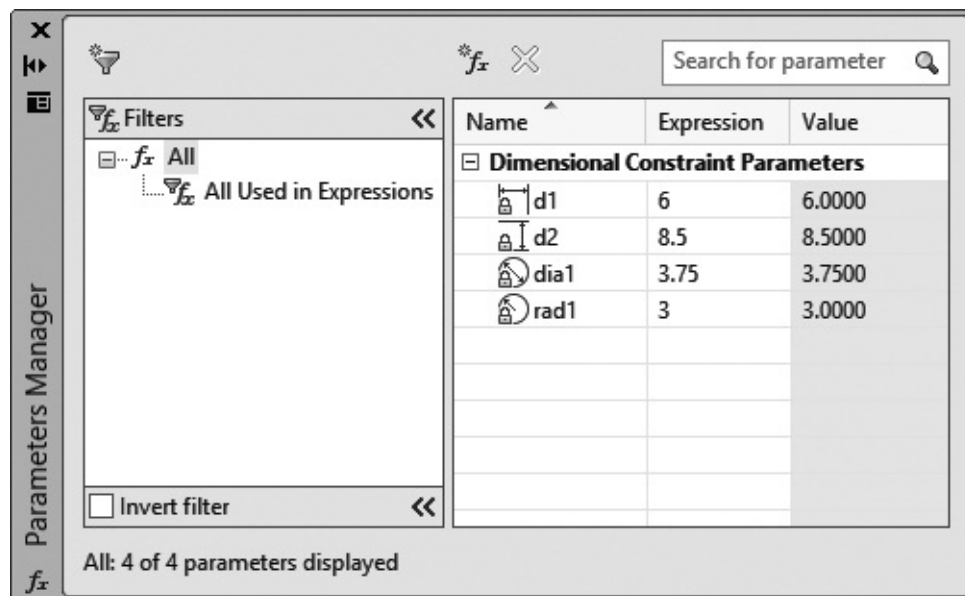 Search for parameter
Filters
fx All
All Used in Expressions
Invert filter
Name Expression Value
Dimensional Constraint Parameters
d1 6 6.0000
d2 8.5 8.5000
dia1 3.75 3.7500
rad1 3 3.0000
All: 4 of 4 parameters displayed
Parameters Manager